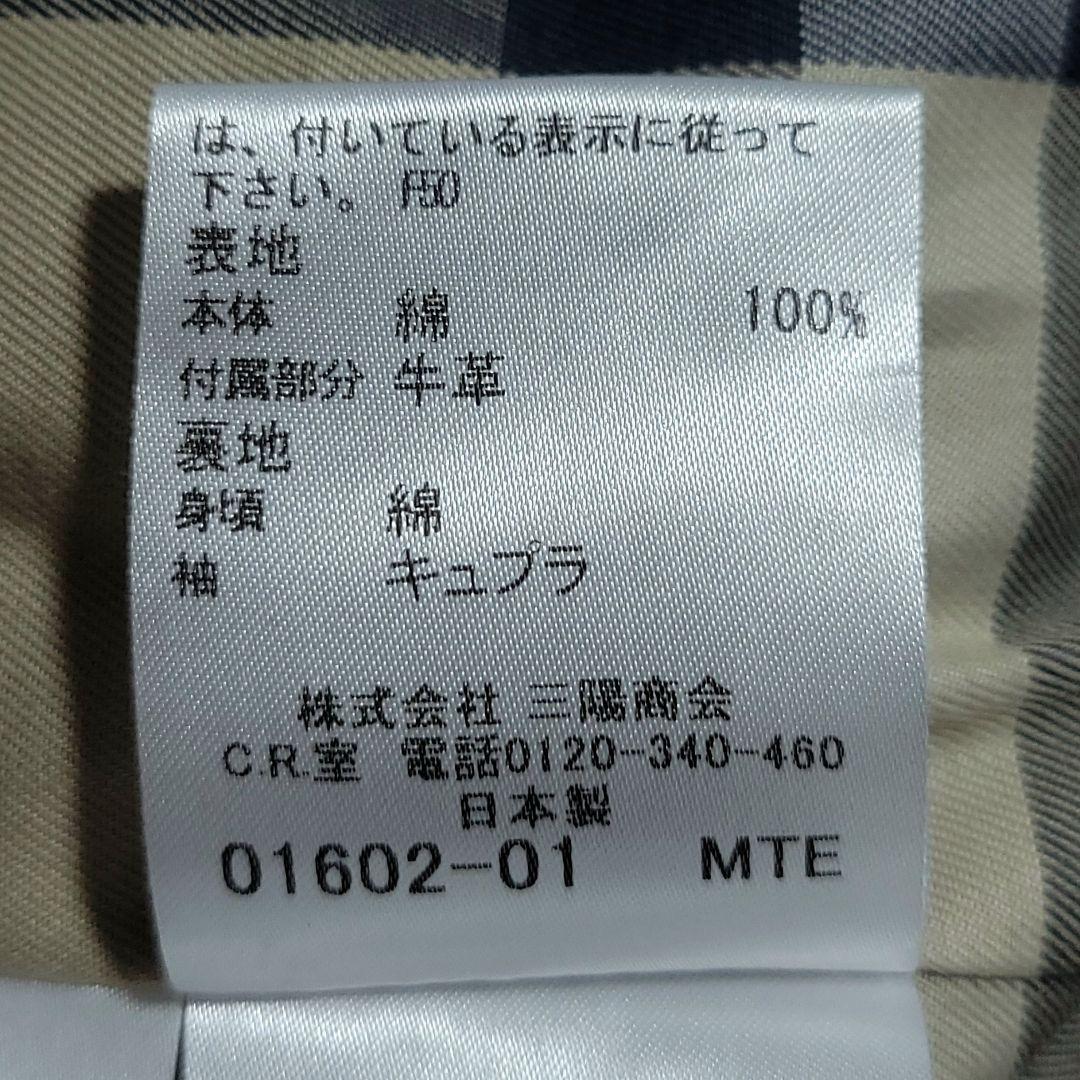 は、付いている表示に従って
下さい。 F50
表地
本体 綿 100%
付属部分 牛革
裏地
身頃 綿
袖 キュプラ
株式会社 三陽商会
C.R.室 電話0120-340-460
日本製
01602-01 MTE